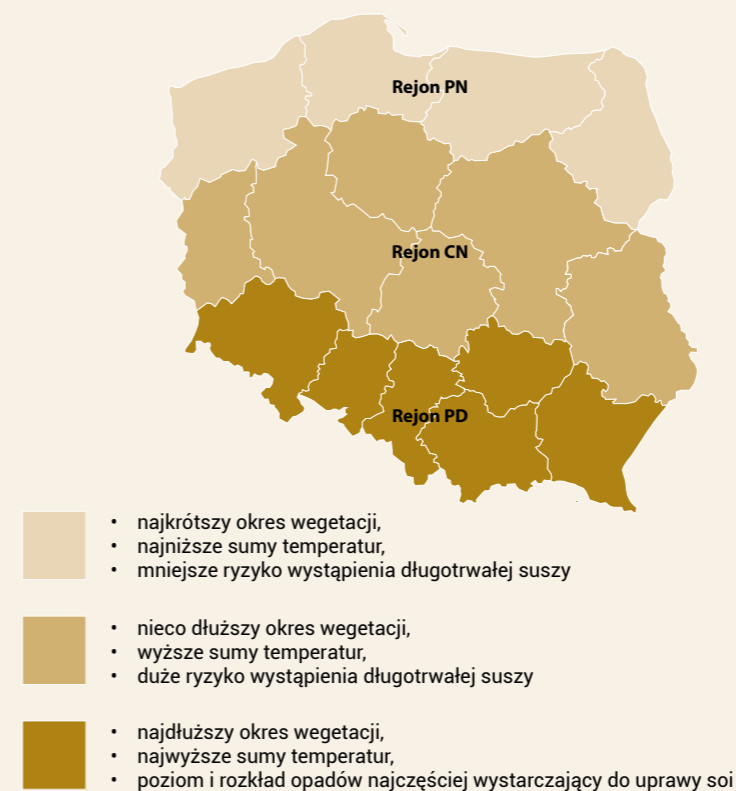 Rejon PN
Rejon CN
Rejon PD
• najkrótszy okres wegetacji,
• najniższe sumy temperatur,
• mniejsze ryzyko wystąpienia długotrwałej suszy
• nieco dłuższy okres wegetacji,
• wyższe sumy temperatur,
• duże ryzyko wystąpienia długotrwałej suszy
• najdłuższy okres wegetacji,
• najwyższe sumy temperatur,
• poziom i rozkład opadów najczęściej wystarczający do uprawy soi